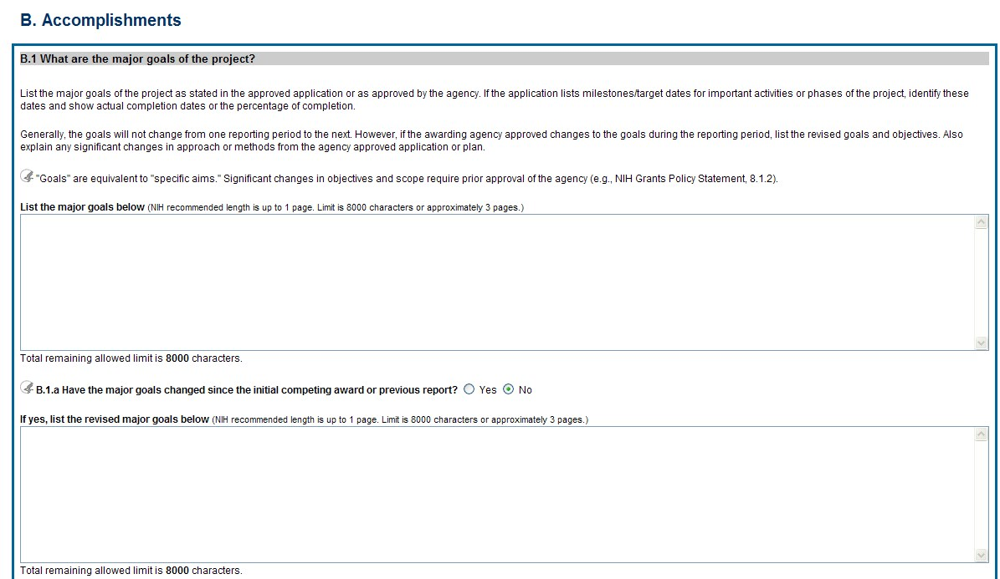 B. Accomplishments
B.1 What are the major goals of the project?
List the major goals of the project as stated in the approved application or as approved by the agency. If the application lists milestones/target dates for important activities or phases of the project, identify these
dates and show actual completion dates or the percentage of completion.
Generally, the goals will not change from one reporting period to the next. However, if the awarding agency approved changes to the goals during the reporting period, list the revised goals and objectives. Also
explain any significant changes in approach or methods from the agency approved application or plan.
"Goals" are equivalent to "specific aims." Significant changes in objectives and scope require prior approval of the agency (e.g., NIH Grants Policy Statement, 8.1.2).
List the major goals below (NIH recommended length is up to 1 page. Limit is 8000 characters or approximately 3 pages.)
Total remaining allowed limit is 8000 characters.
B.1.a Have the major goals changed since the initial competing award or previous report? Yes No
If yes, list the revised major goals below (NIH recommended length is up to 1 page. Limit is 8000 characters or approximately 3 pages.)
Total remaining allowed limit is 8000 characters.